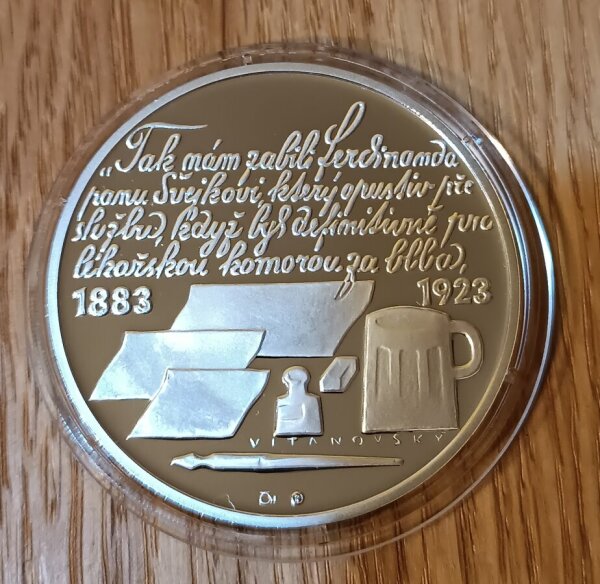 „Tak nám zabili Ferdinanda
panu Švejkovi, který opustiv pře
službu, když byl definitivně pro
lékařskou komorou za blba,
1883 1923
VITANOVSKÝ